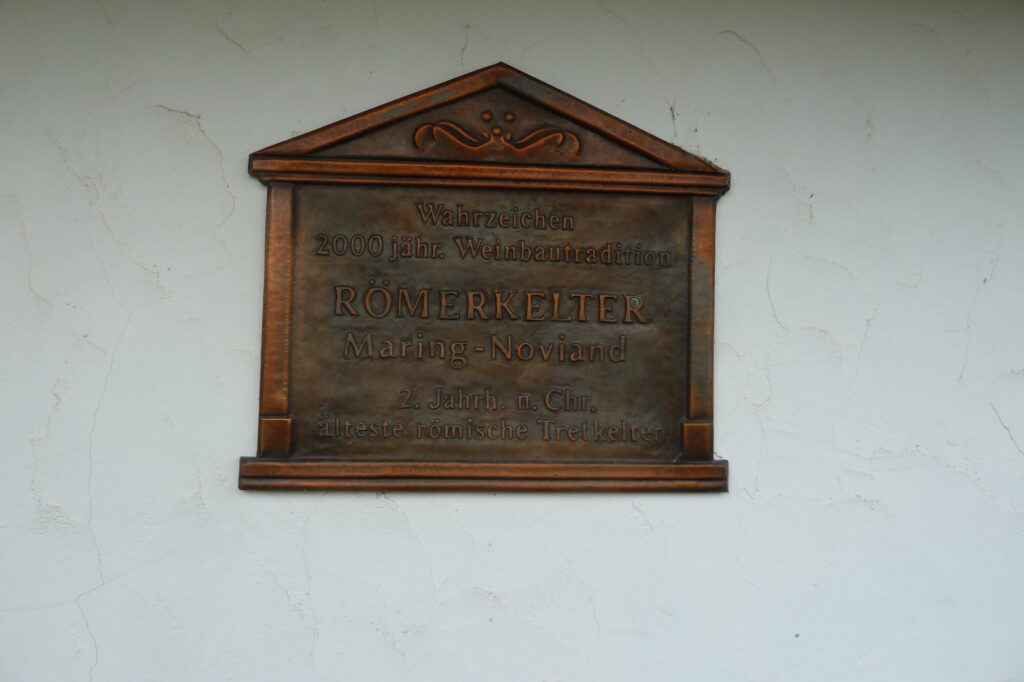 Wahrzeichen
2000 jähr. Weinbautradition
RÖMERKELTER
Maring-Noviand
2. Jahrh. n. Chr.
älteste römische Tretkelter